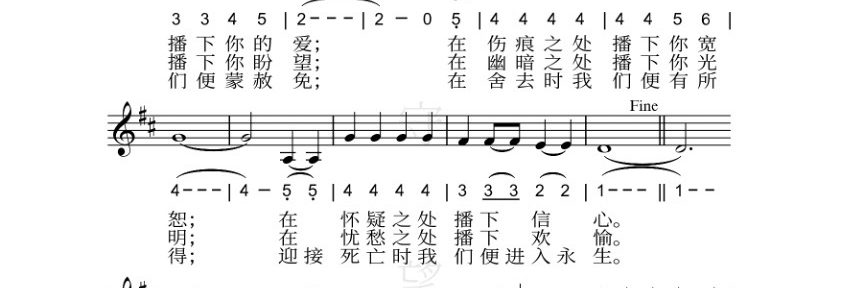 3 3 4 5 | 2 - - - | 2 - 0 5̣ | 4 4 4 4 | 4 4 5 6 |
播下你的 爱； 在 伤痕之处 播下你宽
播下你盼 望； 在 幽暗之处 播下你光
们便蒙赦 免； 在 舍去时我 们便有所
Fine
4 - - - | 4 - 5̣ 5̣ | 4 4 4 4 | 3 3 3 2 2 | 1 - - - || 1 - -
恕； 在 怀疑之处 播下 信 心。
明； 在 忧愁之处 播下 欢 愉。
得； 迎接 死亡时我 们便进入永 生。